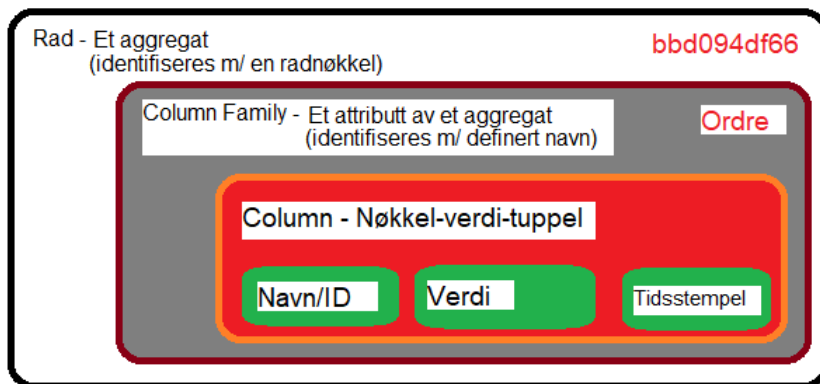 Rad - Et aggregat
(identifiseres m/ en radnøkkel)
bbd094df66
Column Family - Et attributt av et aggregat
(identifiseres m/ definert navn)
Ordre
Column - Nøkkel-verdi-tuppel
Navn/ID
Verdi
Tidsstempel